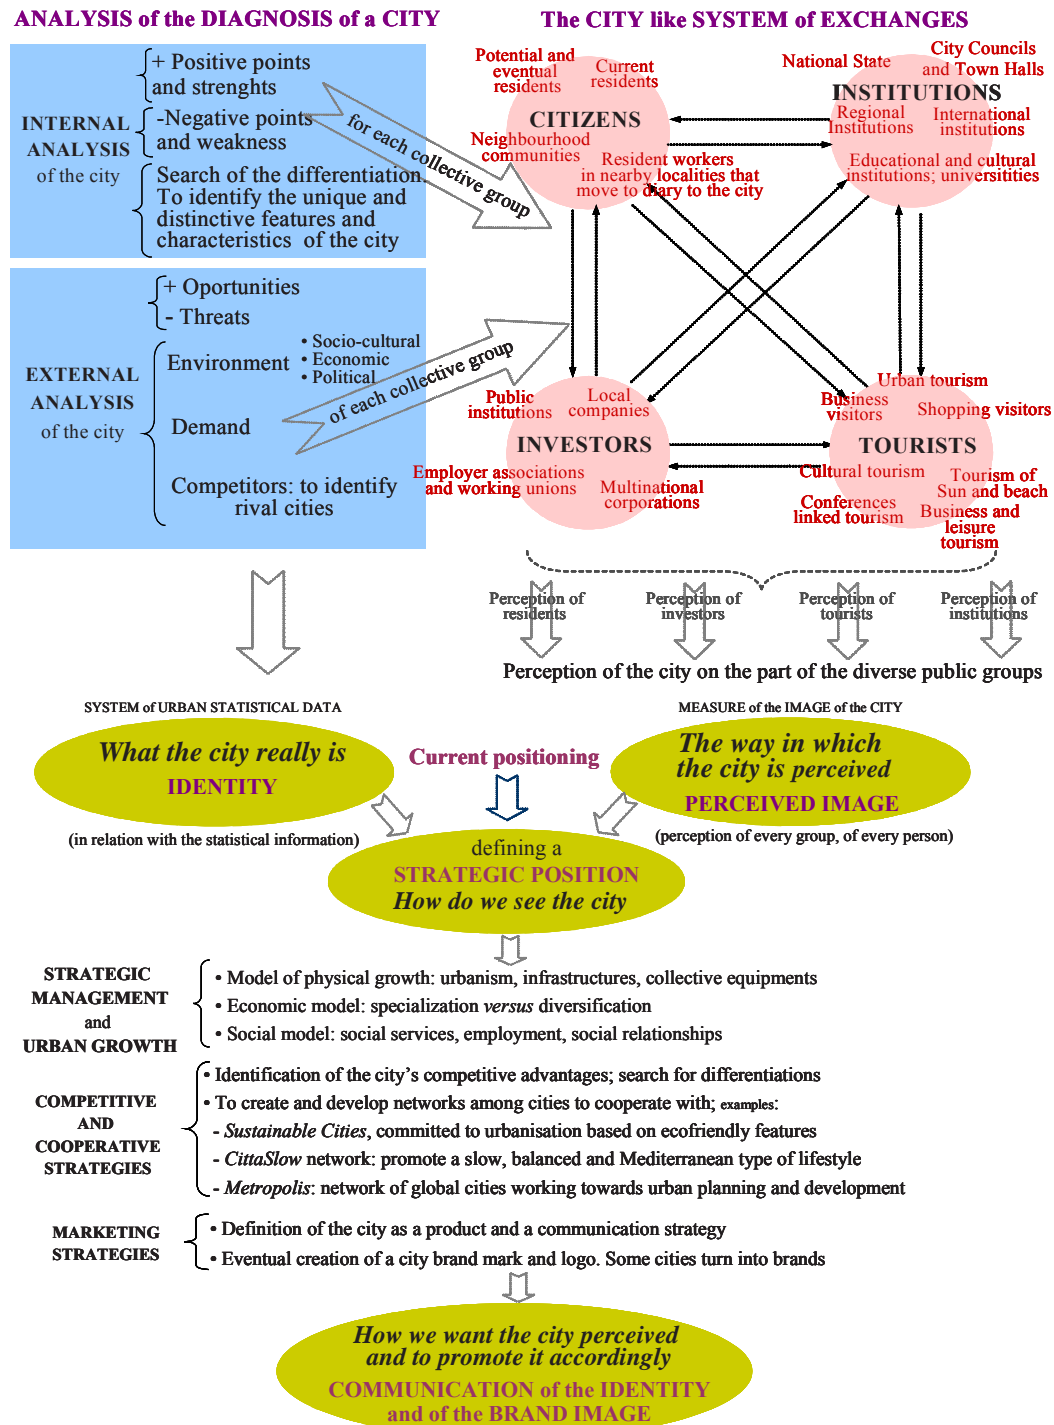 ANALYSIS of the DIAGNOSIS of a CITY
+ Positive points
and strenghts
-Negative points
and weakness
INTERNAL
ANALYSIS
of the city
Search of the differentiation.
To identify the unique and
distinctive features and
characteristics of the city
for each collective group
+ Oportunities
- Threats
Environment
• Socio-cultural
• Economic
• Political
EXTERNAL
ANALYSIS
of the city
Demand
of each collective group
Competitors: to identify
rival cities
The CITY like SYSTEM of EXCHANGES
Potential and
eventual
residents
Current
residents
CITIZENS
Neighbourhood
communities
Resident workers
in nearby localities that
move to diary to the city
National State
City Councils
and Town Halls
INSTITUTIONS
Regional
Institutions
International
institutions
Educational and cultural
institutions; universitities
Public
institutions
Local
companies
INVESTORS
Employer associations
and working unions
Multinational
corporations
Urban tourism
Business
visitors
Shopping visitors
TOURISTS
Cultural tourism
Tourism of
Sun and beach
Conferences
linked tourism
Business and
leisure
tourism
Perception of
residents
Perception of
investors
Perception of
tourists
Perception of
institutions
Perception of the city on the part of the diverse public groups
SYSTEM of URBAN STATISTICAL DATA
What the city really is
IDENTITY
(in relation with the statistical information)
Current positioning
MEASURE of the IMAGE of the CITY
The way in which
the city is perceived
PERCEIVED IMAGE
(perception of every group, of every person)
defining a
STRATEGIC POSITION
How do we see the city
STRATEGIC
MANAGEMENT
and
URBAN GROWTH
• Model of physical growth: urbanism, infrastructures, collective equipments
• Economic model: specialization versus diversification
• Social model: social services, employment, social relationships
COMPETITIVE
AND
COOPERATIVE
STRATEGIES
• Identification of the city's competitive advantages; search for differentiations
• To create and develop networks among cities to cooperate with; examples:
- Sustainable Cities, committed to urbanisation based on ecofriendly features
- CittaSlow network: promote a slow, balanced and Mediterranean type of lifestyle
- Metropolis: network of global cities working towards urban planning and development
MARKETING
STRATEGIES
• Definition of the city as a product and a communication strategy
• Eventual creation of a city brand mark and logo. Some cities turn into brands
How we want the city perceived
and to promote it accordingly
COMMUNICATION of the IDENTITY
and of the BRAND IMAGE